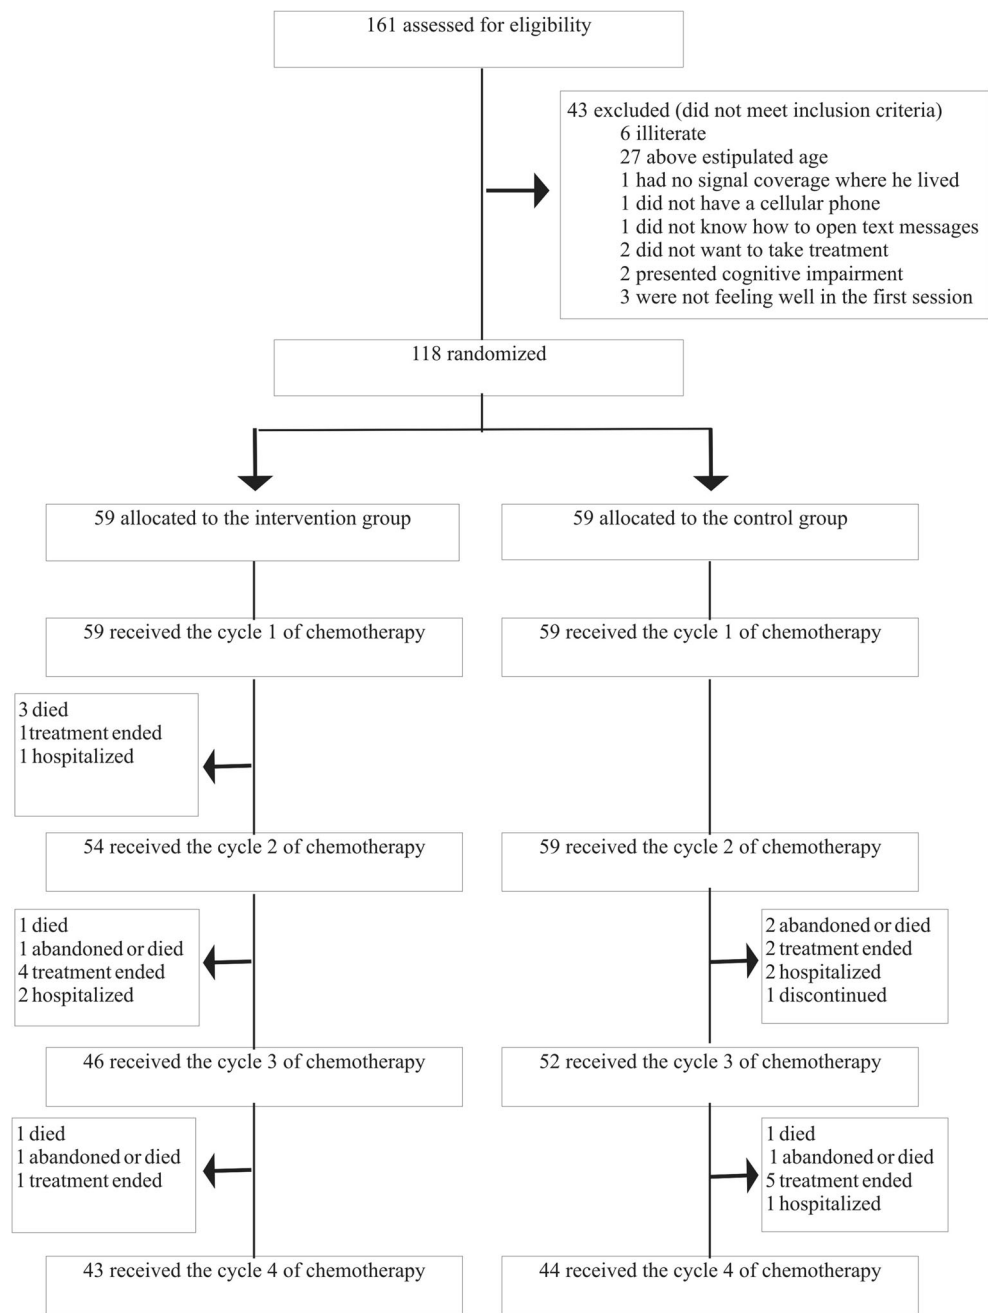 161 assessed for eligibility
43 excluded (did not meet inclusion criteria)
6 illiterate
27 above estipulated age
1 had no signal coverage where he lived
1 did not have a cellular phone
1 did not know how to open text messages
2 did not want to take treatment
2 presented cognitive impairment
3 were not feeling well in the first session
118 randomized
59 allocated to the intervention group
59 allocated to the control group
59 received the cycle 1 of chemotherapy
59 received the cycle 1 of chemotherapy
3 died
1treatment ended
1 hospitalized
54 received the cycle 2 of chemotherapy
59 received the cycle 2 of chemotherapy
1 died
1 abandoned or died
4 treatment ended
2 hospitalized
2 abandoned or died
2 treatment ended
2 hospitalized
1 discontinued
46 received the cycle 3 of chemotherapy
52 received the cycle 3 of chemotherapy
1 died
1 abandoned or died
1 treatment ended
1 died
1 abandoned or died
5 treatment ended
1 hospitalized
43 received the cycle 4 of chemotherapy
44 received the cycle 4 of chemotherapy